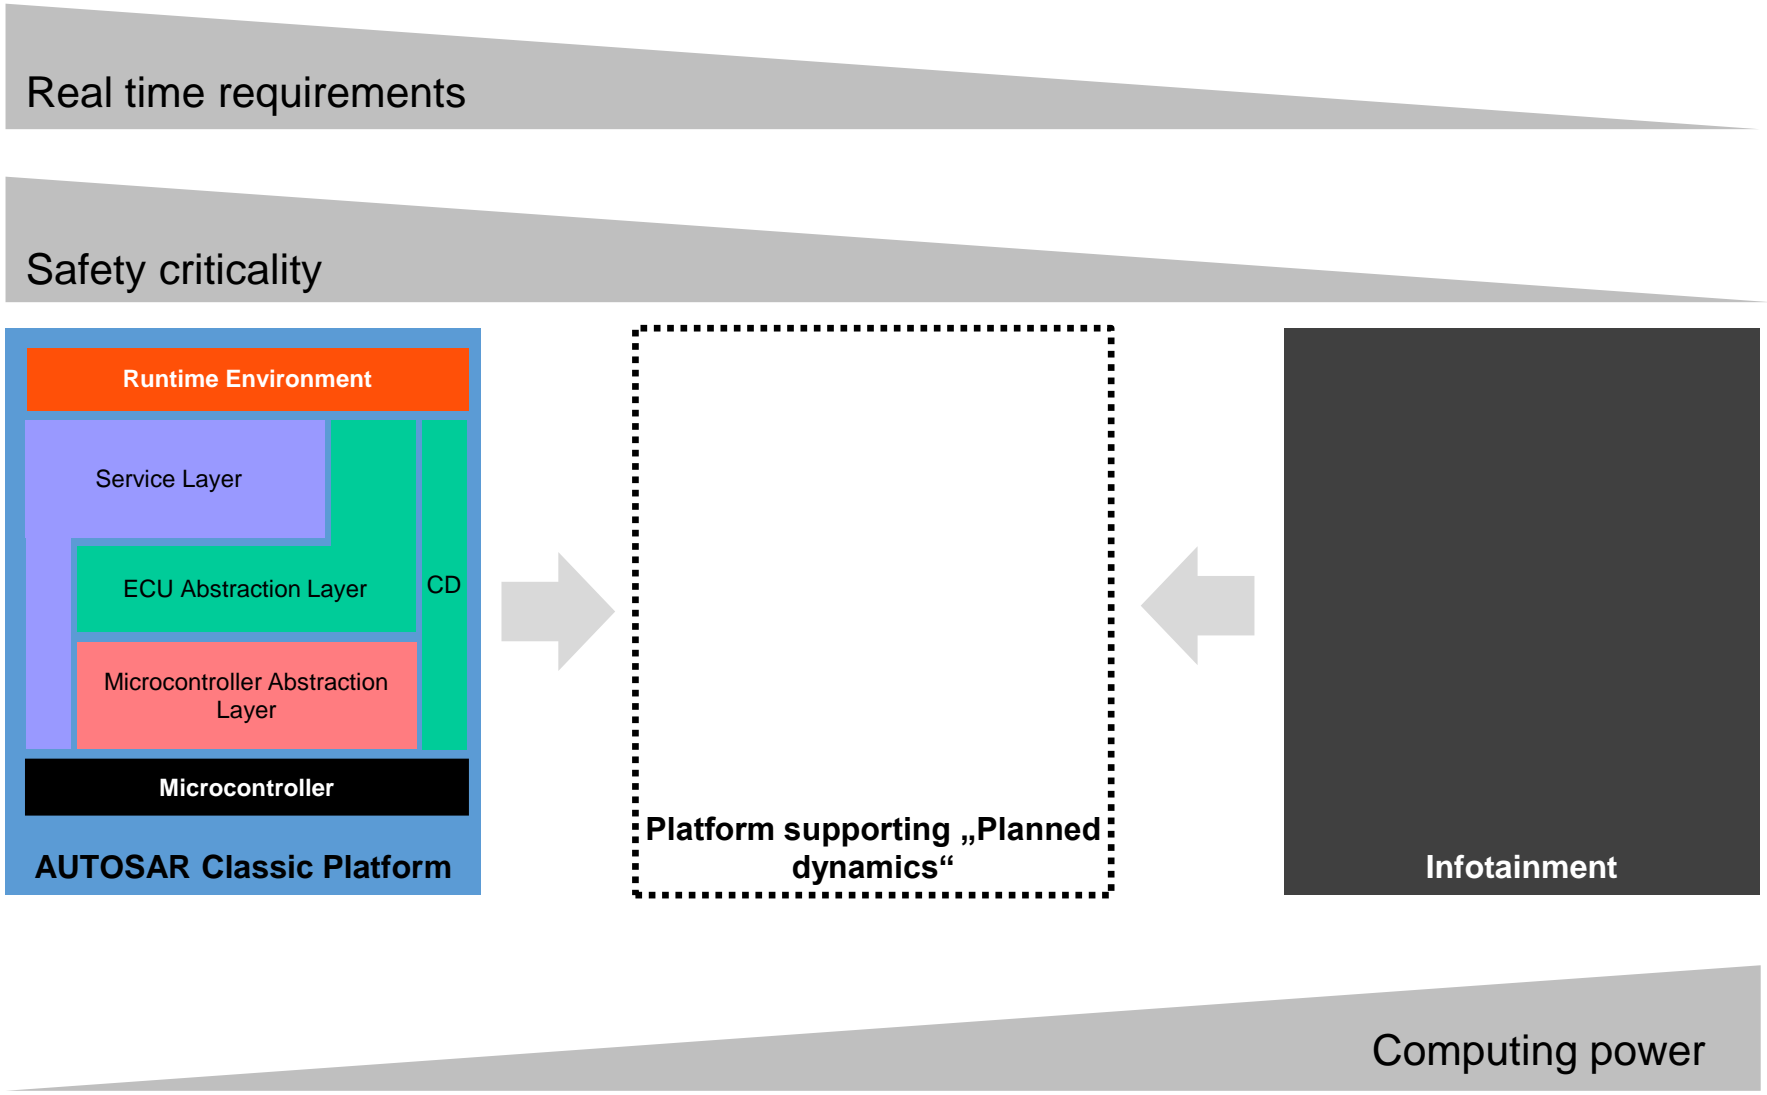 Real time requirements
Safety criticality
Runtime Environment
Service Layer
ECU Abstraction Layer
CD
Microcontroller Abstraction
Layer
Microcontroller
AUTOSAR Classic Platform
Platform supporting „Planned
dynamics“
Infotainment
Computing power